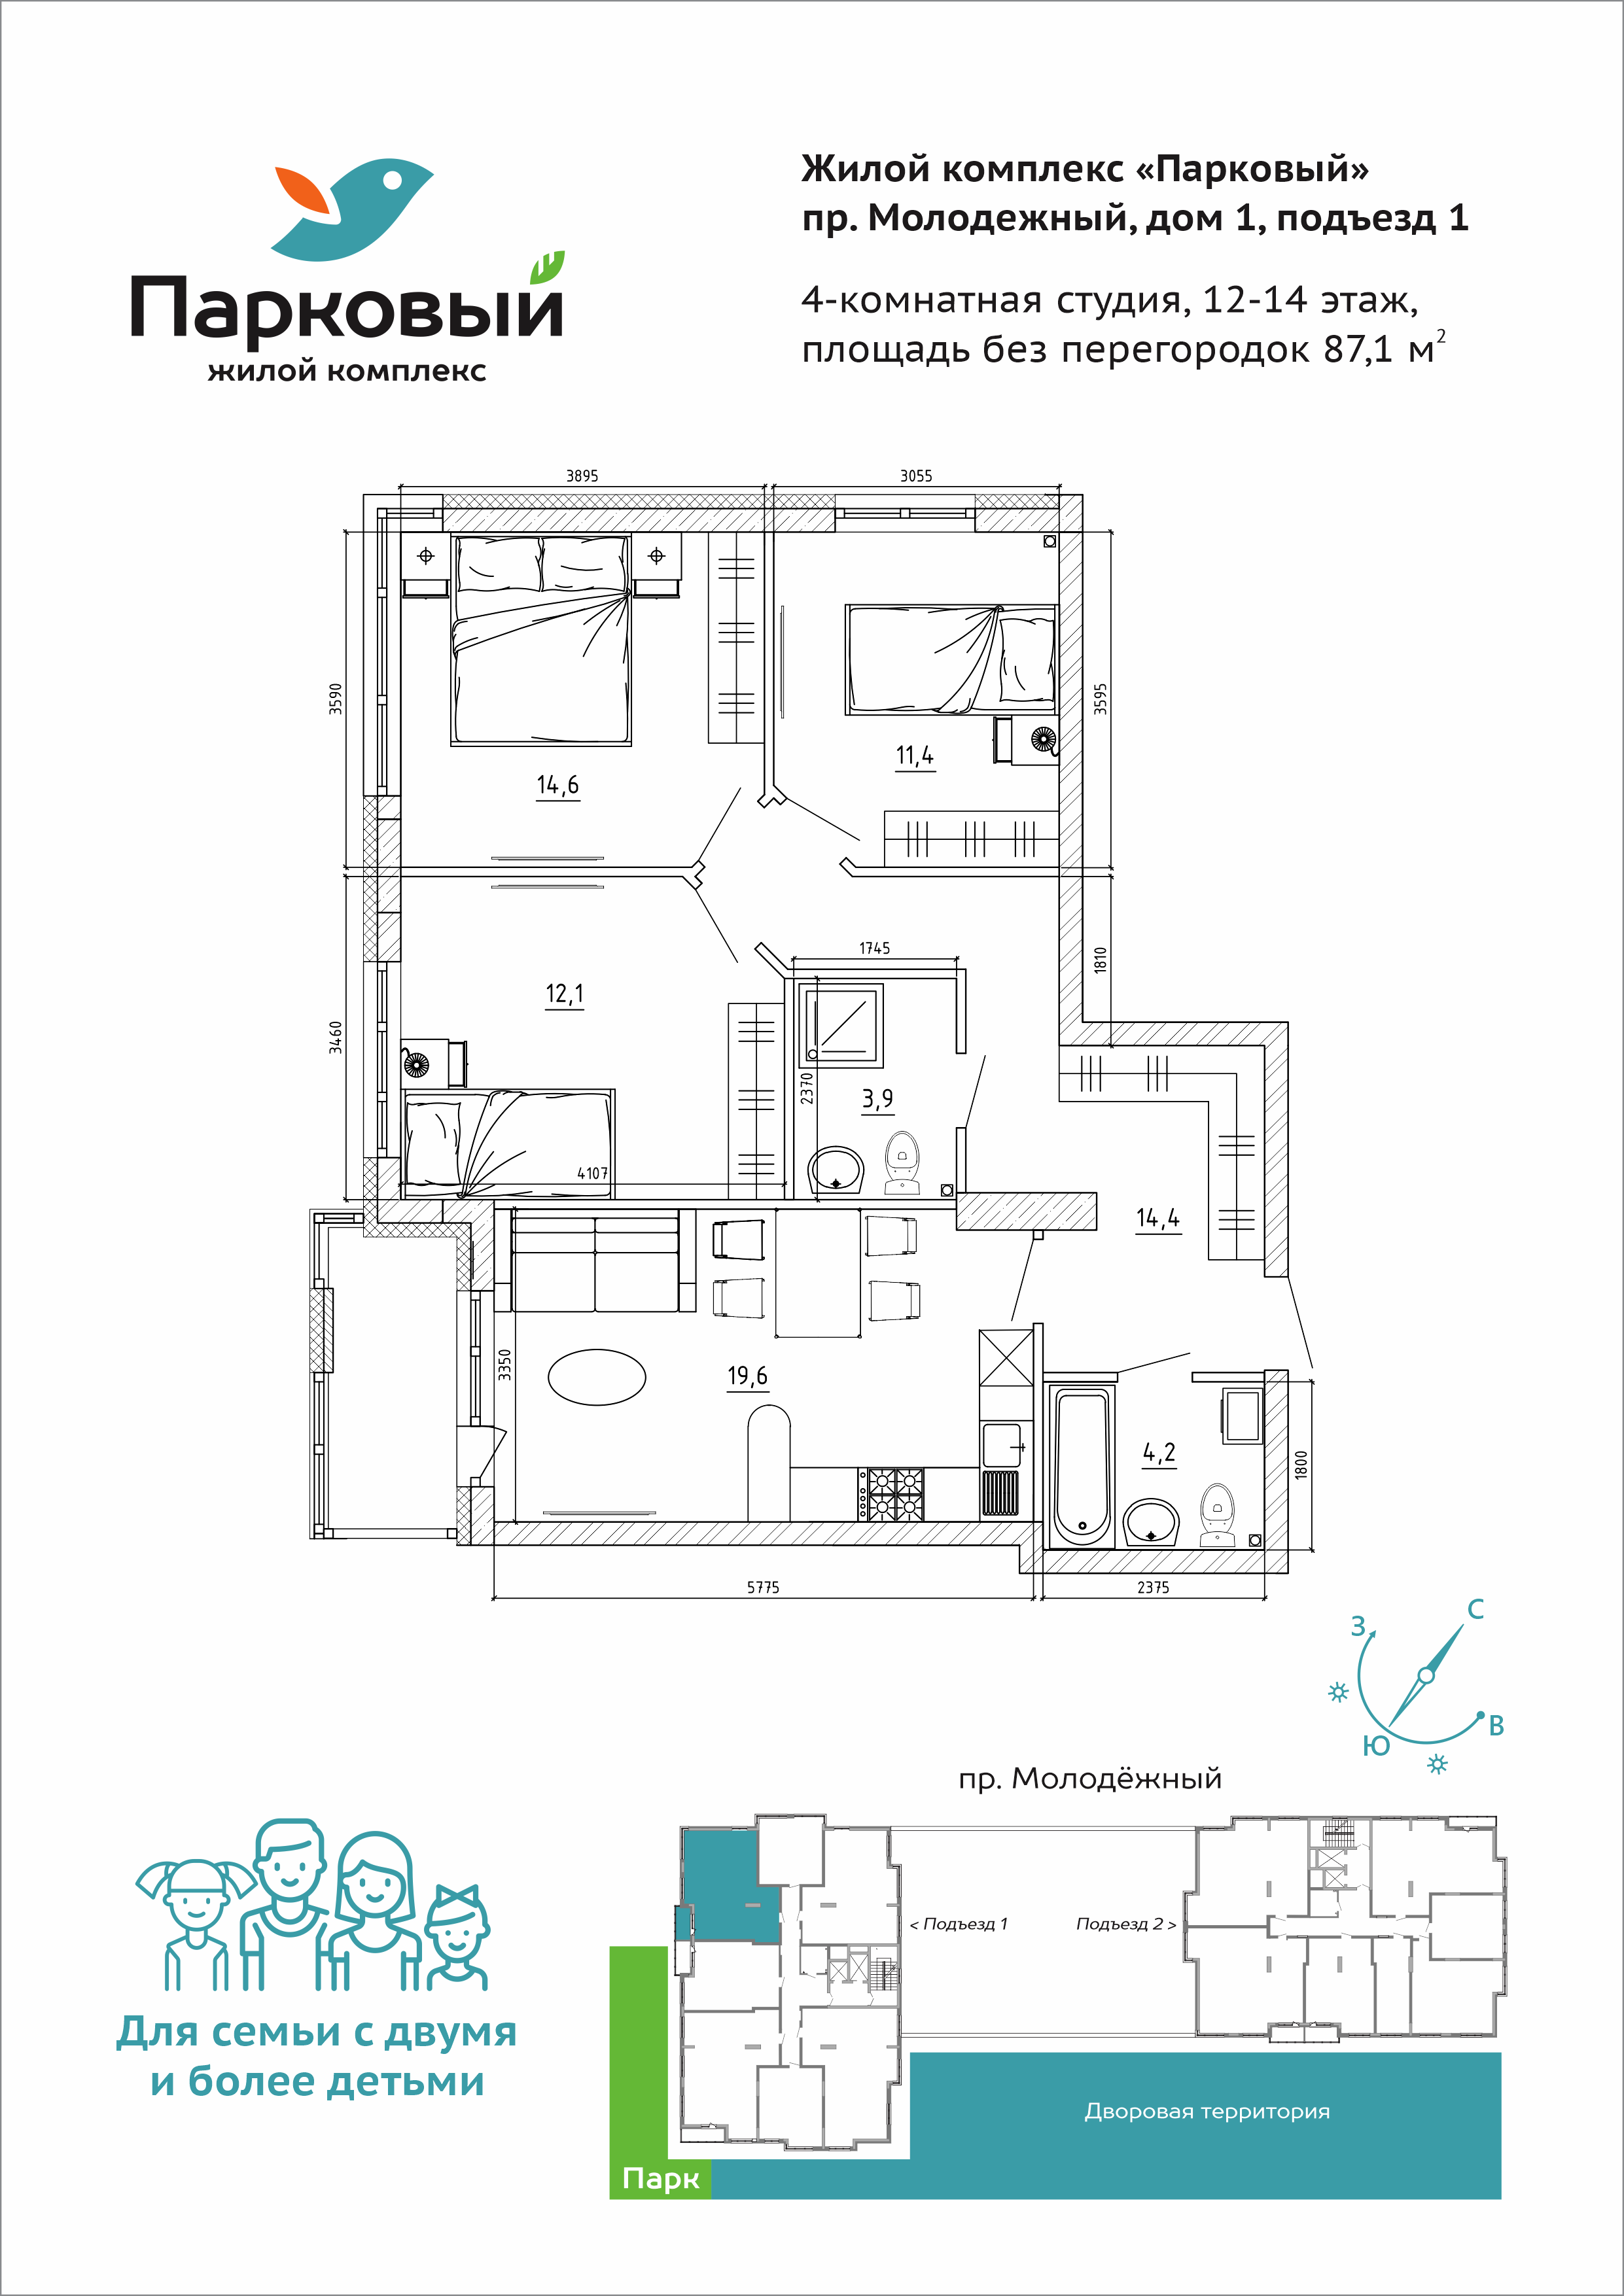 Парковый
жилой комплекс
Жилой комплекс «Парковый»
пр. Молодежный, дом 1, подъезд 1
4-комнатная студия, 12-14 этаж,
площадь без перегородок 87,1 м²
3895
3055
3590
3595
14,6
11,4
1745
1810
12,1
3460
2370
3,9
4107
14,4
3350
19,6
4,2
1800
5775
2375
С
З
В
Ю
пр. Молодёжный
< Подъезд 1
Подъезд 2 >
Для семьи с двумя
и более детьми
Дворовая территория
Парк